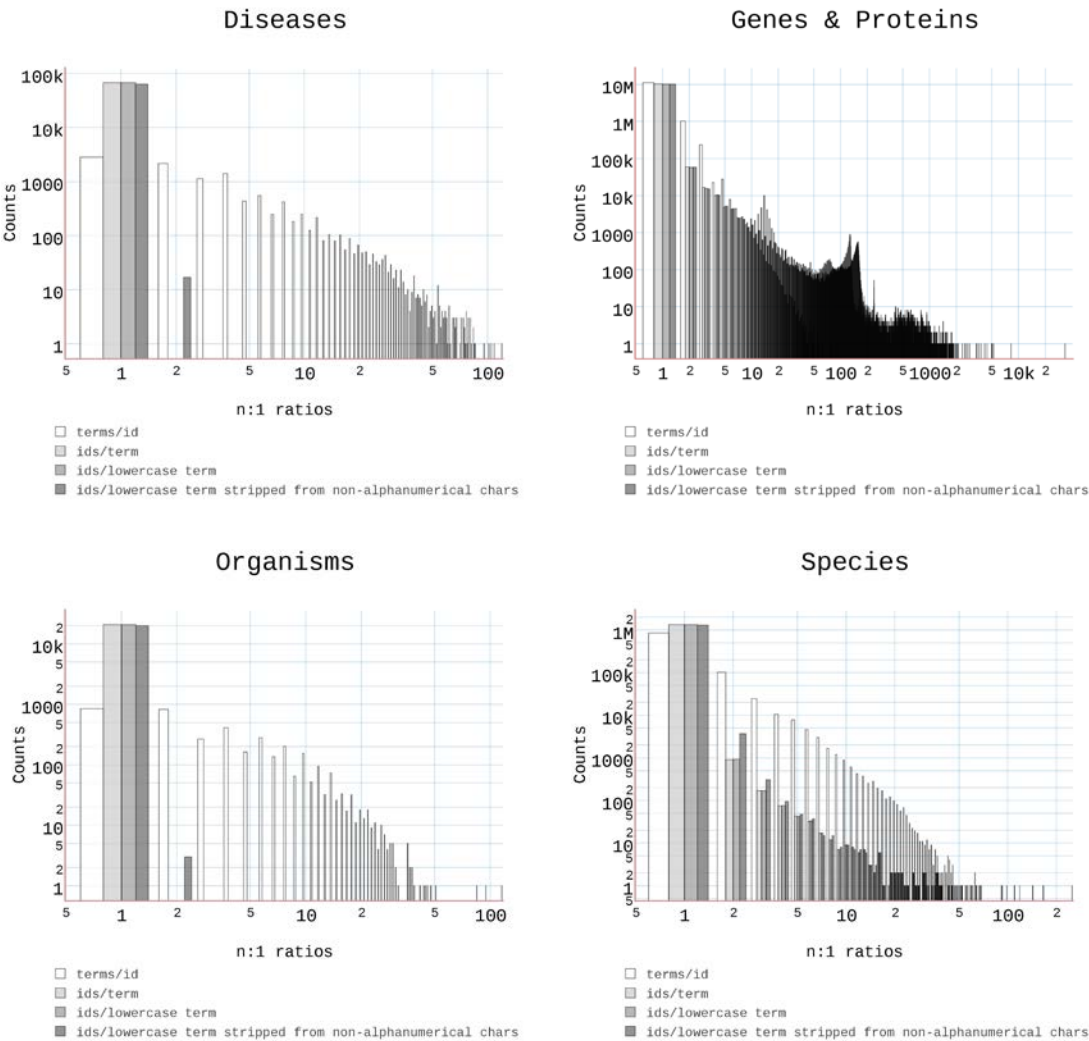 Diseases
100k
10k
1000
100
10
1
Counts
5 1 2 5 10 2 5 100
n:1 ratios
terms/id
ids/term
ids/lowercase term
ids/lowercase term stripped from non-alphanumerical chars
Genes & Proteins
10M
1M
100k
10k
1000
100
10
1
Counts
5 1 2 5 10 2 5 100 2 5 1000 2 5 10k 2
n:1 ratios
terms/id
ids/term
ids/lowercase term
ids/lowercase term stripped from non-alphanumerical chars
Organisms
2
10k
5
2
1000
5
2
100
5
2
10
5
2
1
Counts
5 1 2 5 10 2 5 100
n:1 ratios
terms/id
ids/term
ids/lowercase term
ids/lowercase term stripped from non-alphanumerical chars
Species
2
1M
5
2
100k
5
2
10k
5
2
1000
5
2
100
5
2
10
5
2
1
5
Counts
5 1 2 5 10 2 5 100 2
n:1 ratios
terms/id
ids/term
ids/lowercase term
ids/lowercase term stripped from non-alphanumerical chars